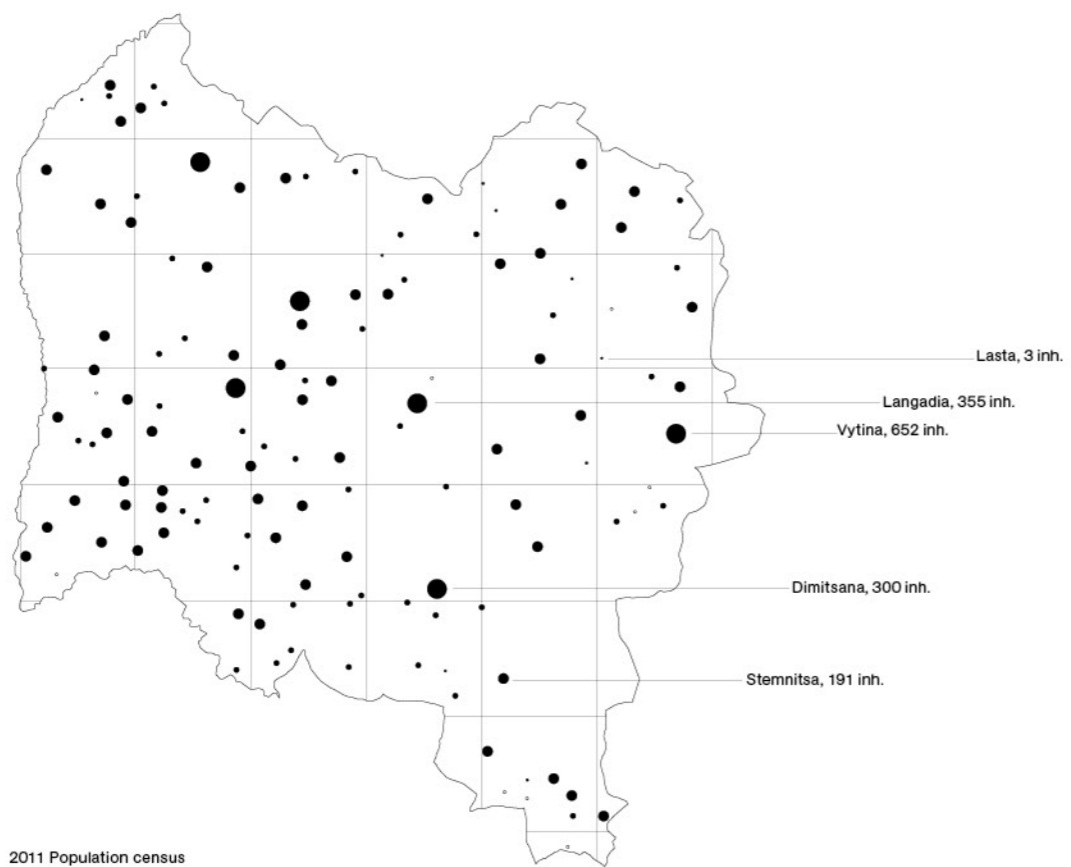 Lasta, 3 inh.
Langadia, 355 inh.
Vytina, 652 inh.
Dimitsana, 300 inh.
Stemnitsa, 191 inh.
2011 Population census